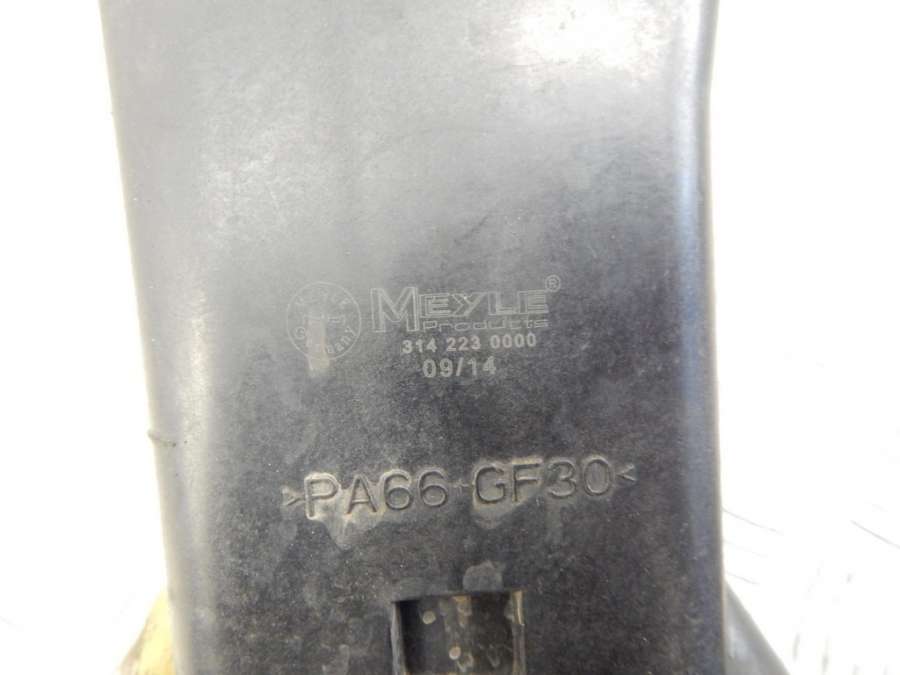 MEYLE®
Products
314 223 0000
09/14
>PA66-GF30<